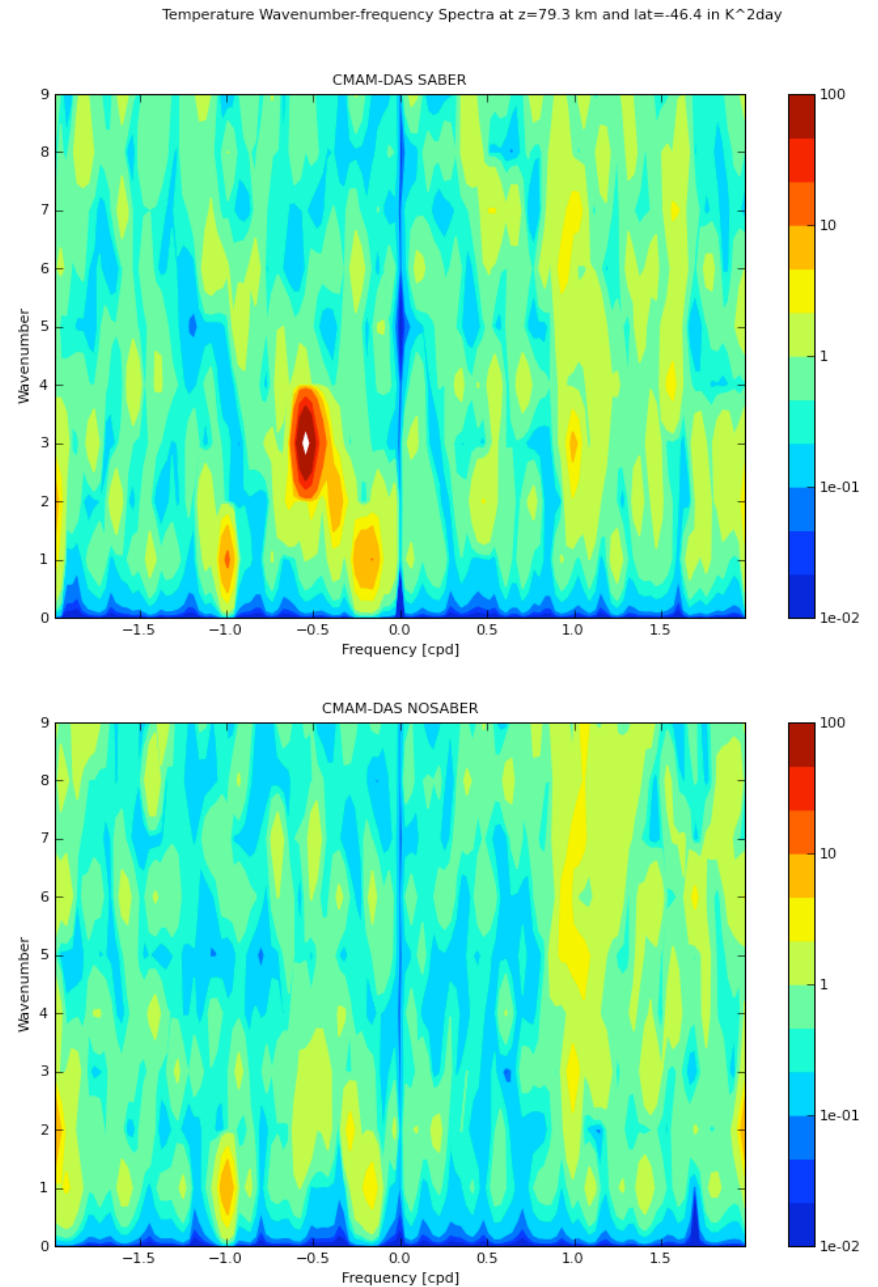 Temperature Wavenumber-frequency Spectra at z=79.3 km and lat=-46.4 in K^2day
CMAM-DAS SABER
9
8
7
6
5
4
3
2
1
0
Wavenumber
−1.5 −1.0 −0.5 0.0 0.5 1.0 1.5
Frequency [cpd]
100
10
1
1e-01
1e-02
CMAM-DAS NOSABER
9
8
7
6
5
4
3
2
1
0
Wavenumber
−1.5 −1.0 −0.5 0.0 0.5 1.0 1.5
Frequency [cpd]
100
10
1
1e-01
1e-02